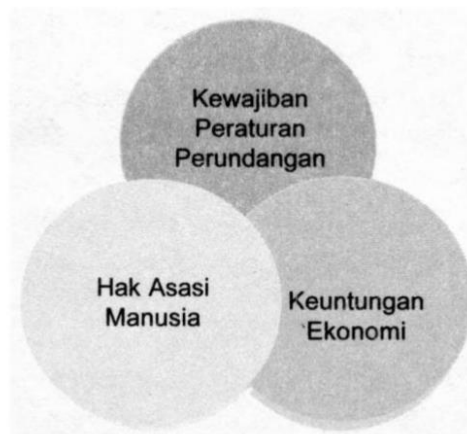 Kewajiban
Peraturan
Perundangan
Hak Asasi
Manusia
Keuntungan
Ekonomi